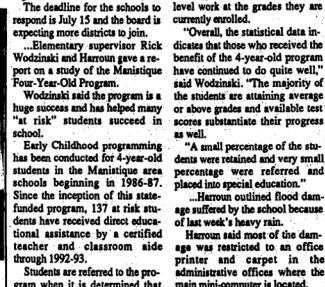 The deadline for the schools to
respond is July 15 and the board is
expecting more districts to join.
...Elementary supervisor Rick
Wodzinski and Harroun gave a re-
port on a study of the Manistique
Four-Year-Old Program.
Wodzinski said the program is a
huge success and has helped many
"at risk" students succeed in
school.
Early Childhood programming
has been conducted for 4-year-old
students in the Manistique area
schools beginning in 1986-87.
Since the inception of this state-
funded program, 137 at risk stu-
dents have received direct educa-
tional assistance by a certified
teacher and classroom aide
through 1992-93.
Students are referred to the pro-
gram when it is determined that
level work at the grades they are
currently enrolled.
"Overall, the statistical data in-
dicates that those who received the
benefit of the 4-year-old program
have continued to do quite well,"
said Wodzinski. "The majority of
the students are attaining average
or above grades and available test
scores substantiate their progress
as well.
"A small percentage of the stu-
dents were retained and very small
percentage were referred and
placed into special education."
...Harroun outlined flood dam-
age suffered by the school because
of last week's heavy rain.
Harroun said most of the dam-
age was restricted to an office
printer and carpet in the
administrative offices where the
main mini-computer is located.